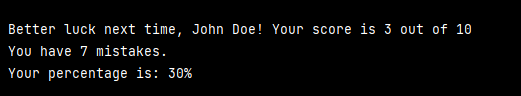 Better luck next time, John Doe! Your score is 3 out of 10
You have 7 mistakes.
Your percentage is: 30%